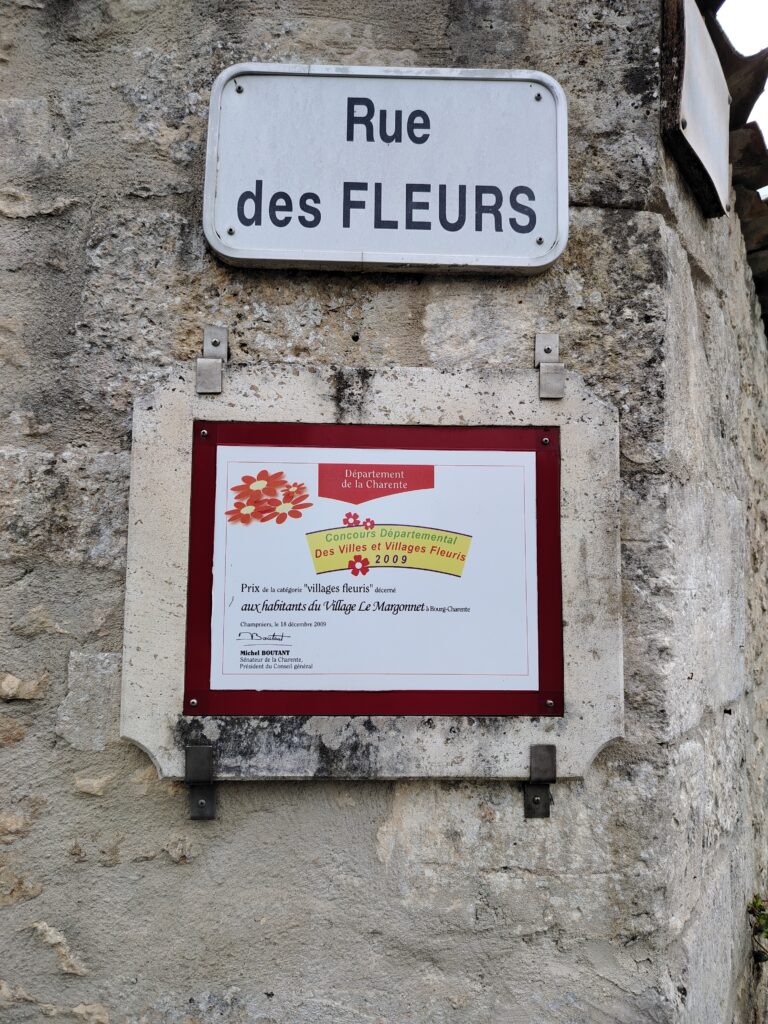 Rue
des FLEURS
Département
de la Charente
Concours Départemental
Des Villes et Villages Fleuris
2009
Prix de la catégorie "villages fleuris" décerné
aux habitants du Village Le Margonnet à Bourg-Charente
Champniers, le 18 décembre 2009
Michel BOUTANT
Sénateur de la Charente,
Président du Conseil général